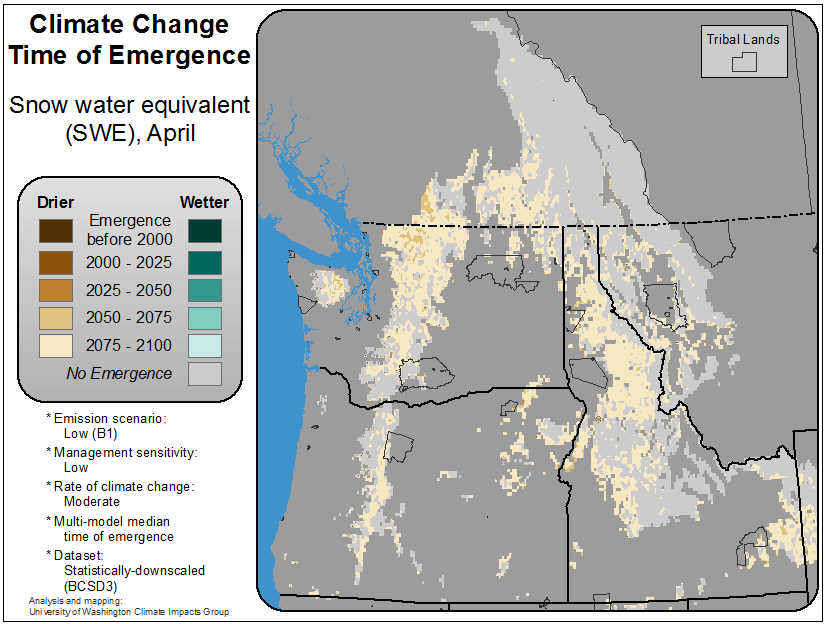 Climate Change
Time of Emergence
Snow water equivalent
(SWE), April
Drier
Wetter
Emergence
before 2000
2000 - 2025
2025 - 2050
2050 - 2075
2075 - 2100
No Emergence
* Emission scenario:
Low (B1)
* Management sensitivity:
Low
* Rate of climate change:
Moderate
* Multi-model median
time of emergence
* Dataset:
Statistically-downscaled
(BCSD3)
Analysis and mapping:
University of Washington Climate Impacts Group
Tribal Lands